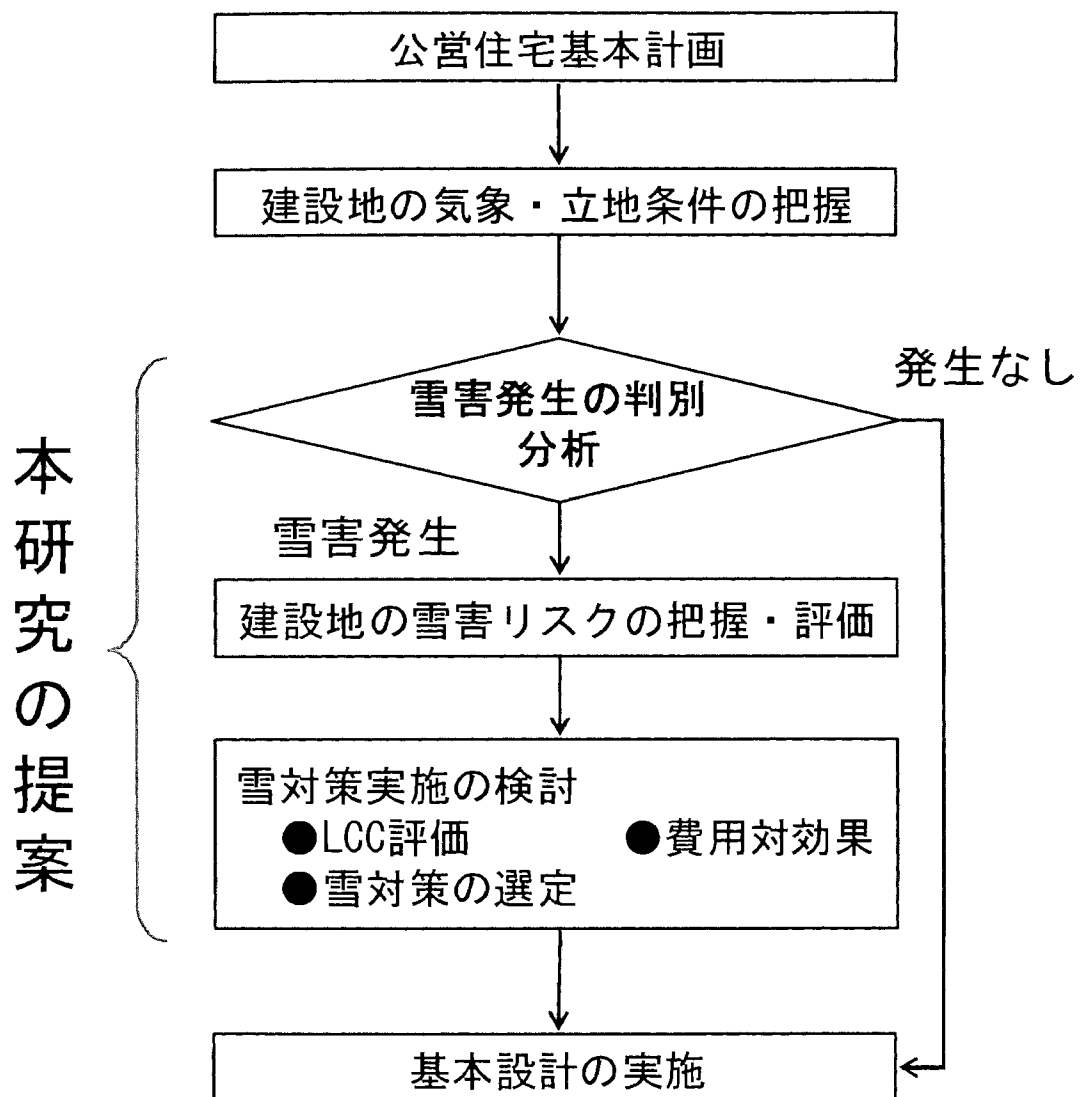 公営住宅基本計画
建設地の気象・立地条件の把握
発生なし
雪害発生の判別
分析
雪害発生
建設地の雪害リスクの把握・評価
雪対策実施の検討
●LCC評価 ●費用対効果
●雪対策の選定
基本設計の実施
本研究の提案